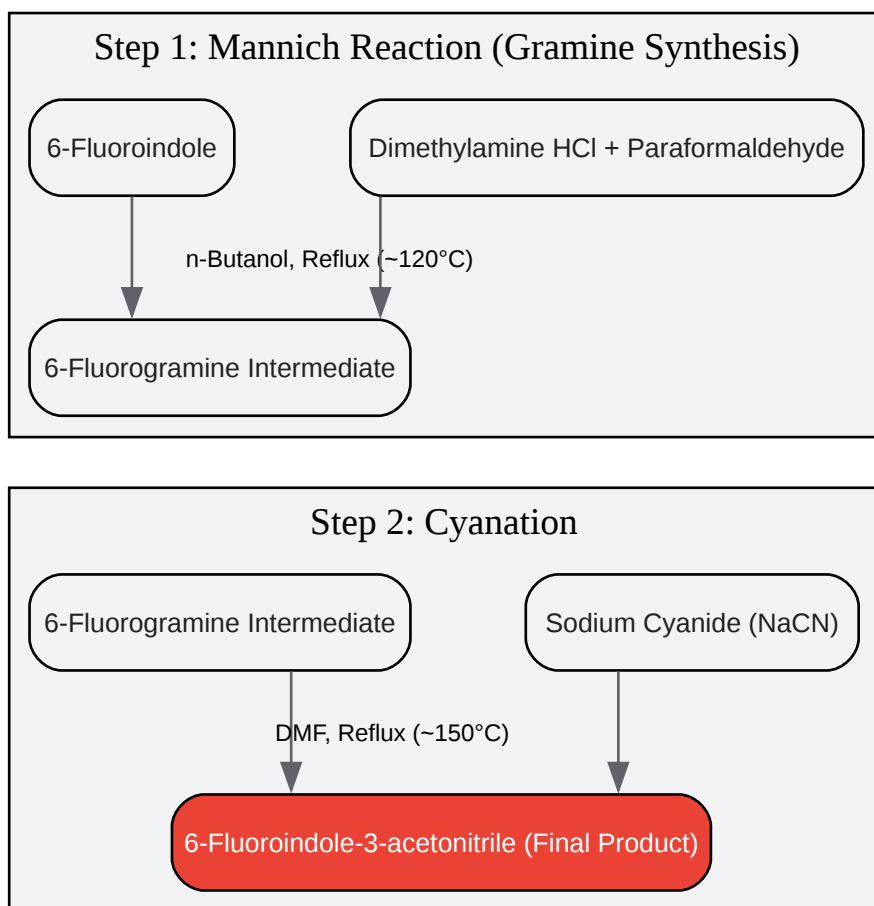 Step 1: Mannich Reaction (Gramine Synthesis)
6-Fluoroindole
Dimethylamine HCl + Paraformaldehyde
n-Butanol, Reflux (~120°C)
6-Fluorogramine Intermediate
Step 2: Cyanation
6-Fluorogramine Intermediate
Sodium Cyanide (NaCN)
DMF, Reflux (~150°C)
6-Fluoroindole-3-acetonitrile (Final Product)